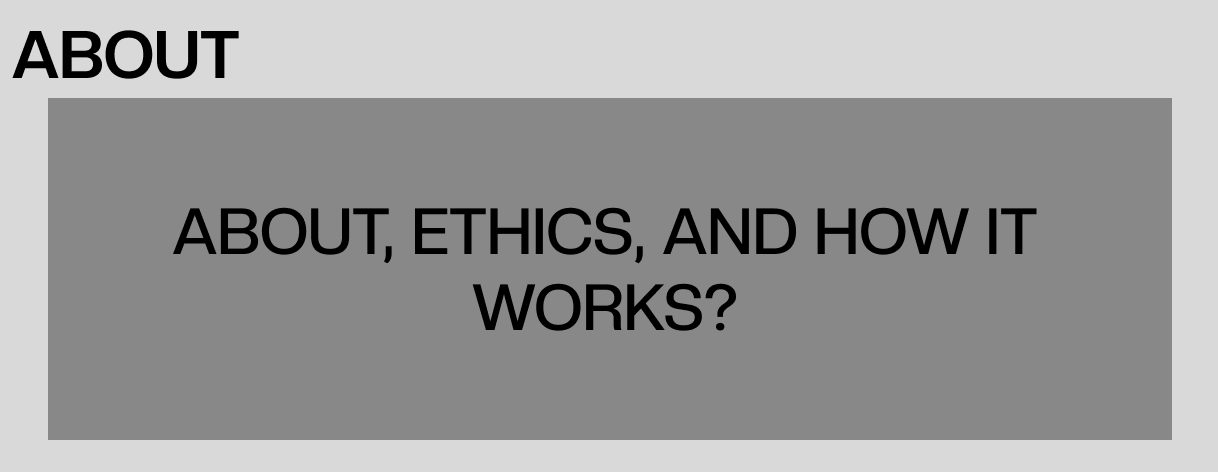 ABOUT
ABOUT, ETHICS, AND HOW IT
WORKS?